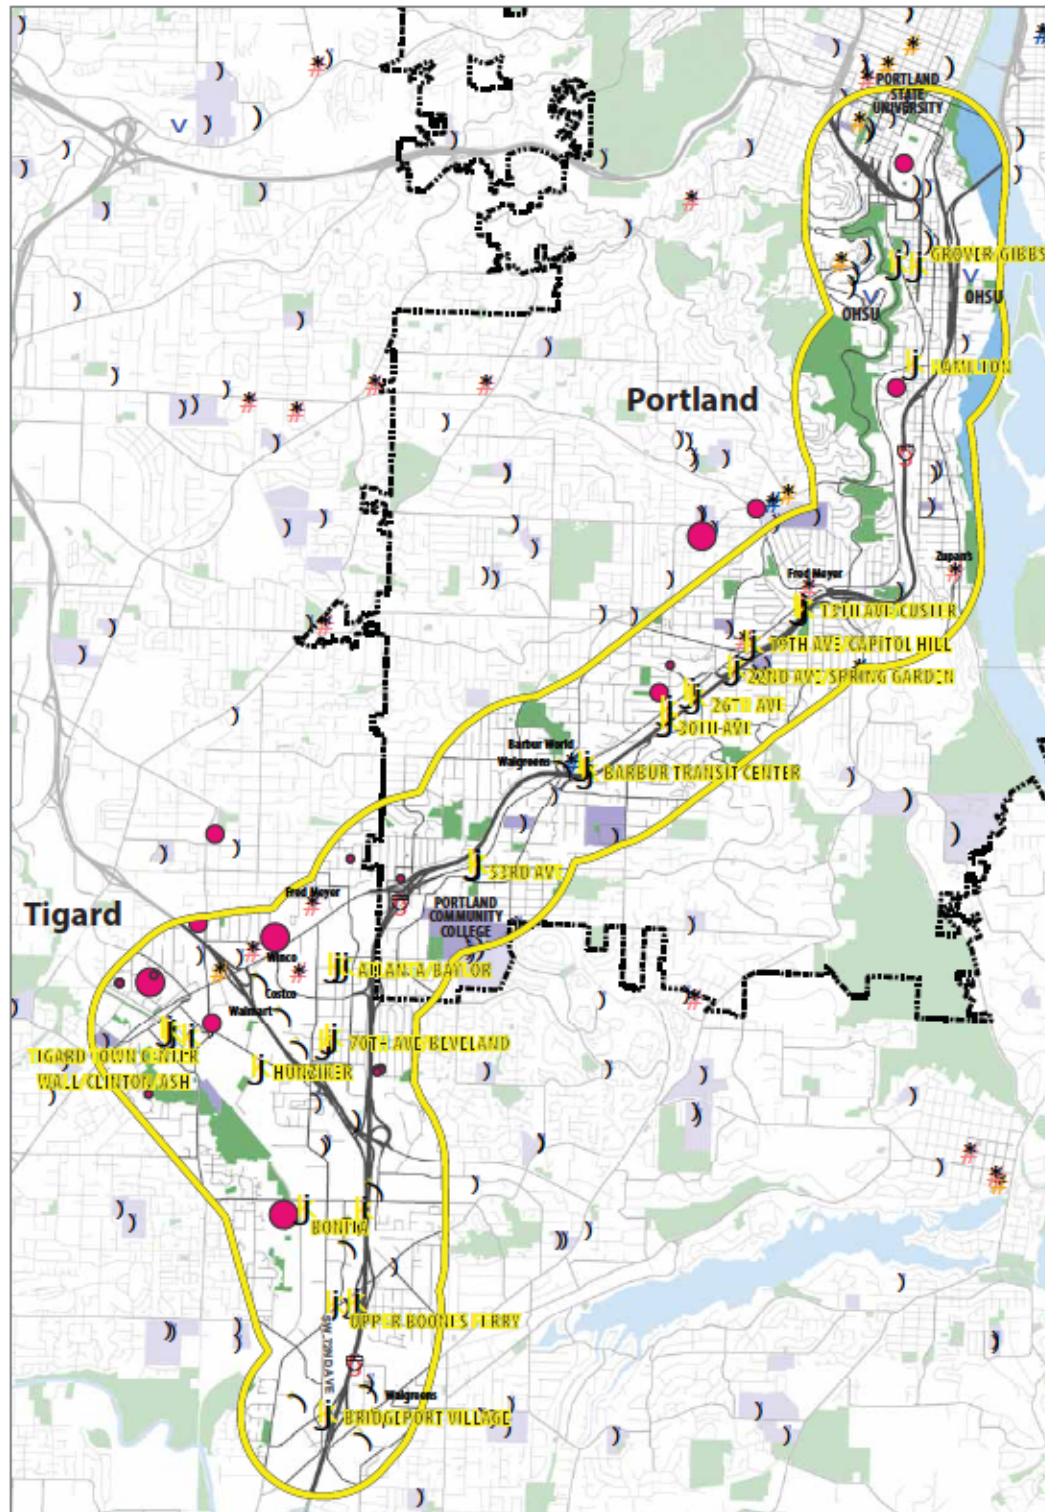 PORTLAND
STATE
UNIVERSITY
GROVER/GIBBS
OHSU
OHSU
HAMILTON
Portland
Zupan's
Fred Meyer
13TH AVE/CUSTER
19TH AVE/CAPITOL HILL
22ND AVE/SPRING GARDEN
26TH AVE
30TH AVE
Barbur World
Walgreens
BARBUR TRANSIT CENTER
53RD AVE
Fred Meyer
PORTLAND
COMMUNITY
COLLEGE
Tigard
Winco
ATLANTA/BAYLOR
Costco
Walmart
70TH AVE/BEVELAND
TIGARD TOWN CENTER
HUNZIKER
WALL/CLINTON/ASH
BONITA
UPPER BOONES FERRY
SW 72ND AVE
Walgreens
BRIDGEPORT VILLAGE